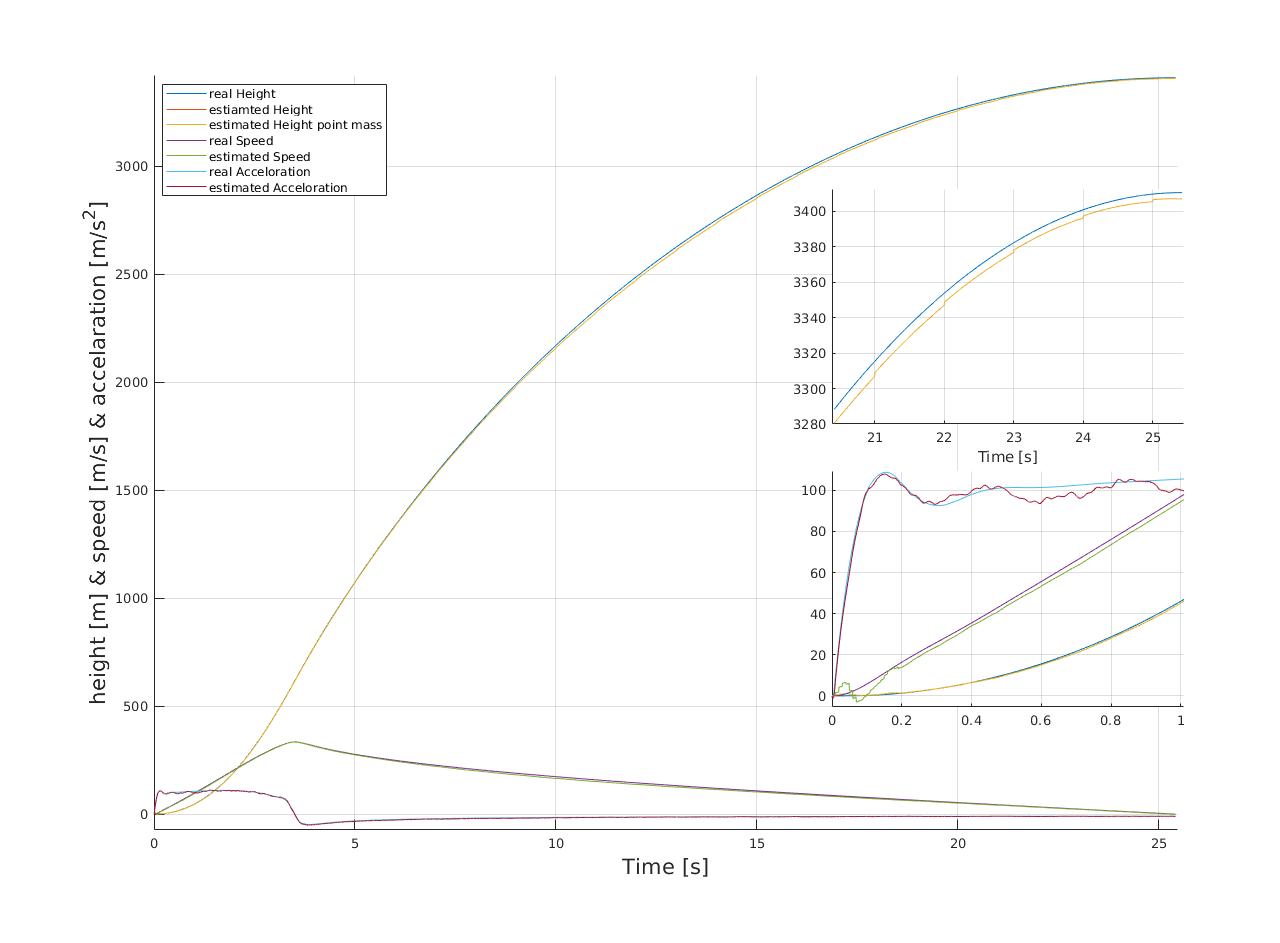 real Height
estiamted Height
estimated Height point mass
real Speed
estimated Speed
real Acceloration
estimated Acceloration
height [m] & speed [m/s] & accelaration [m/s²]
3000
2500
2000
1500
1000
500
0
0 5 10 15 20 25
Time [s]
3400
3380
3360
3340
3320
3300
3280
21 22 23 24 25
Time [s]
100
80
60
40
20
0
0 0.2 0.4 0.6 0.8 1